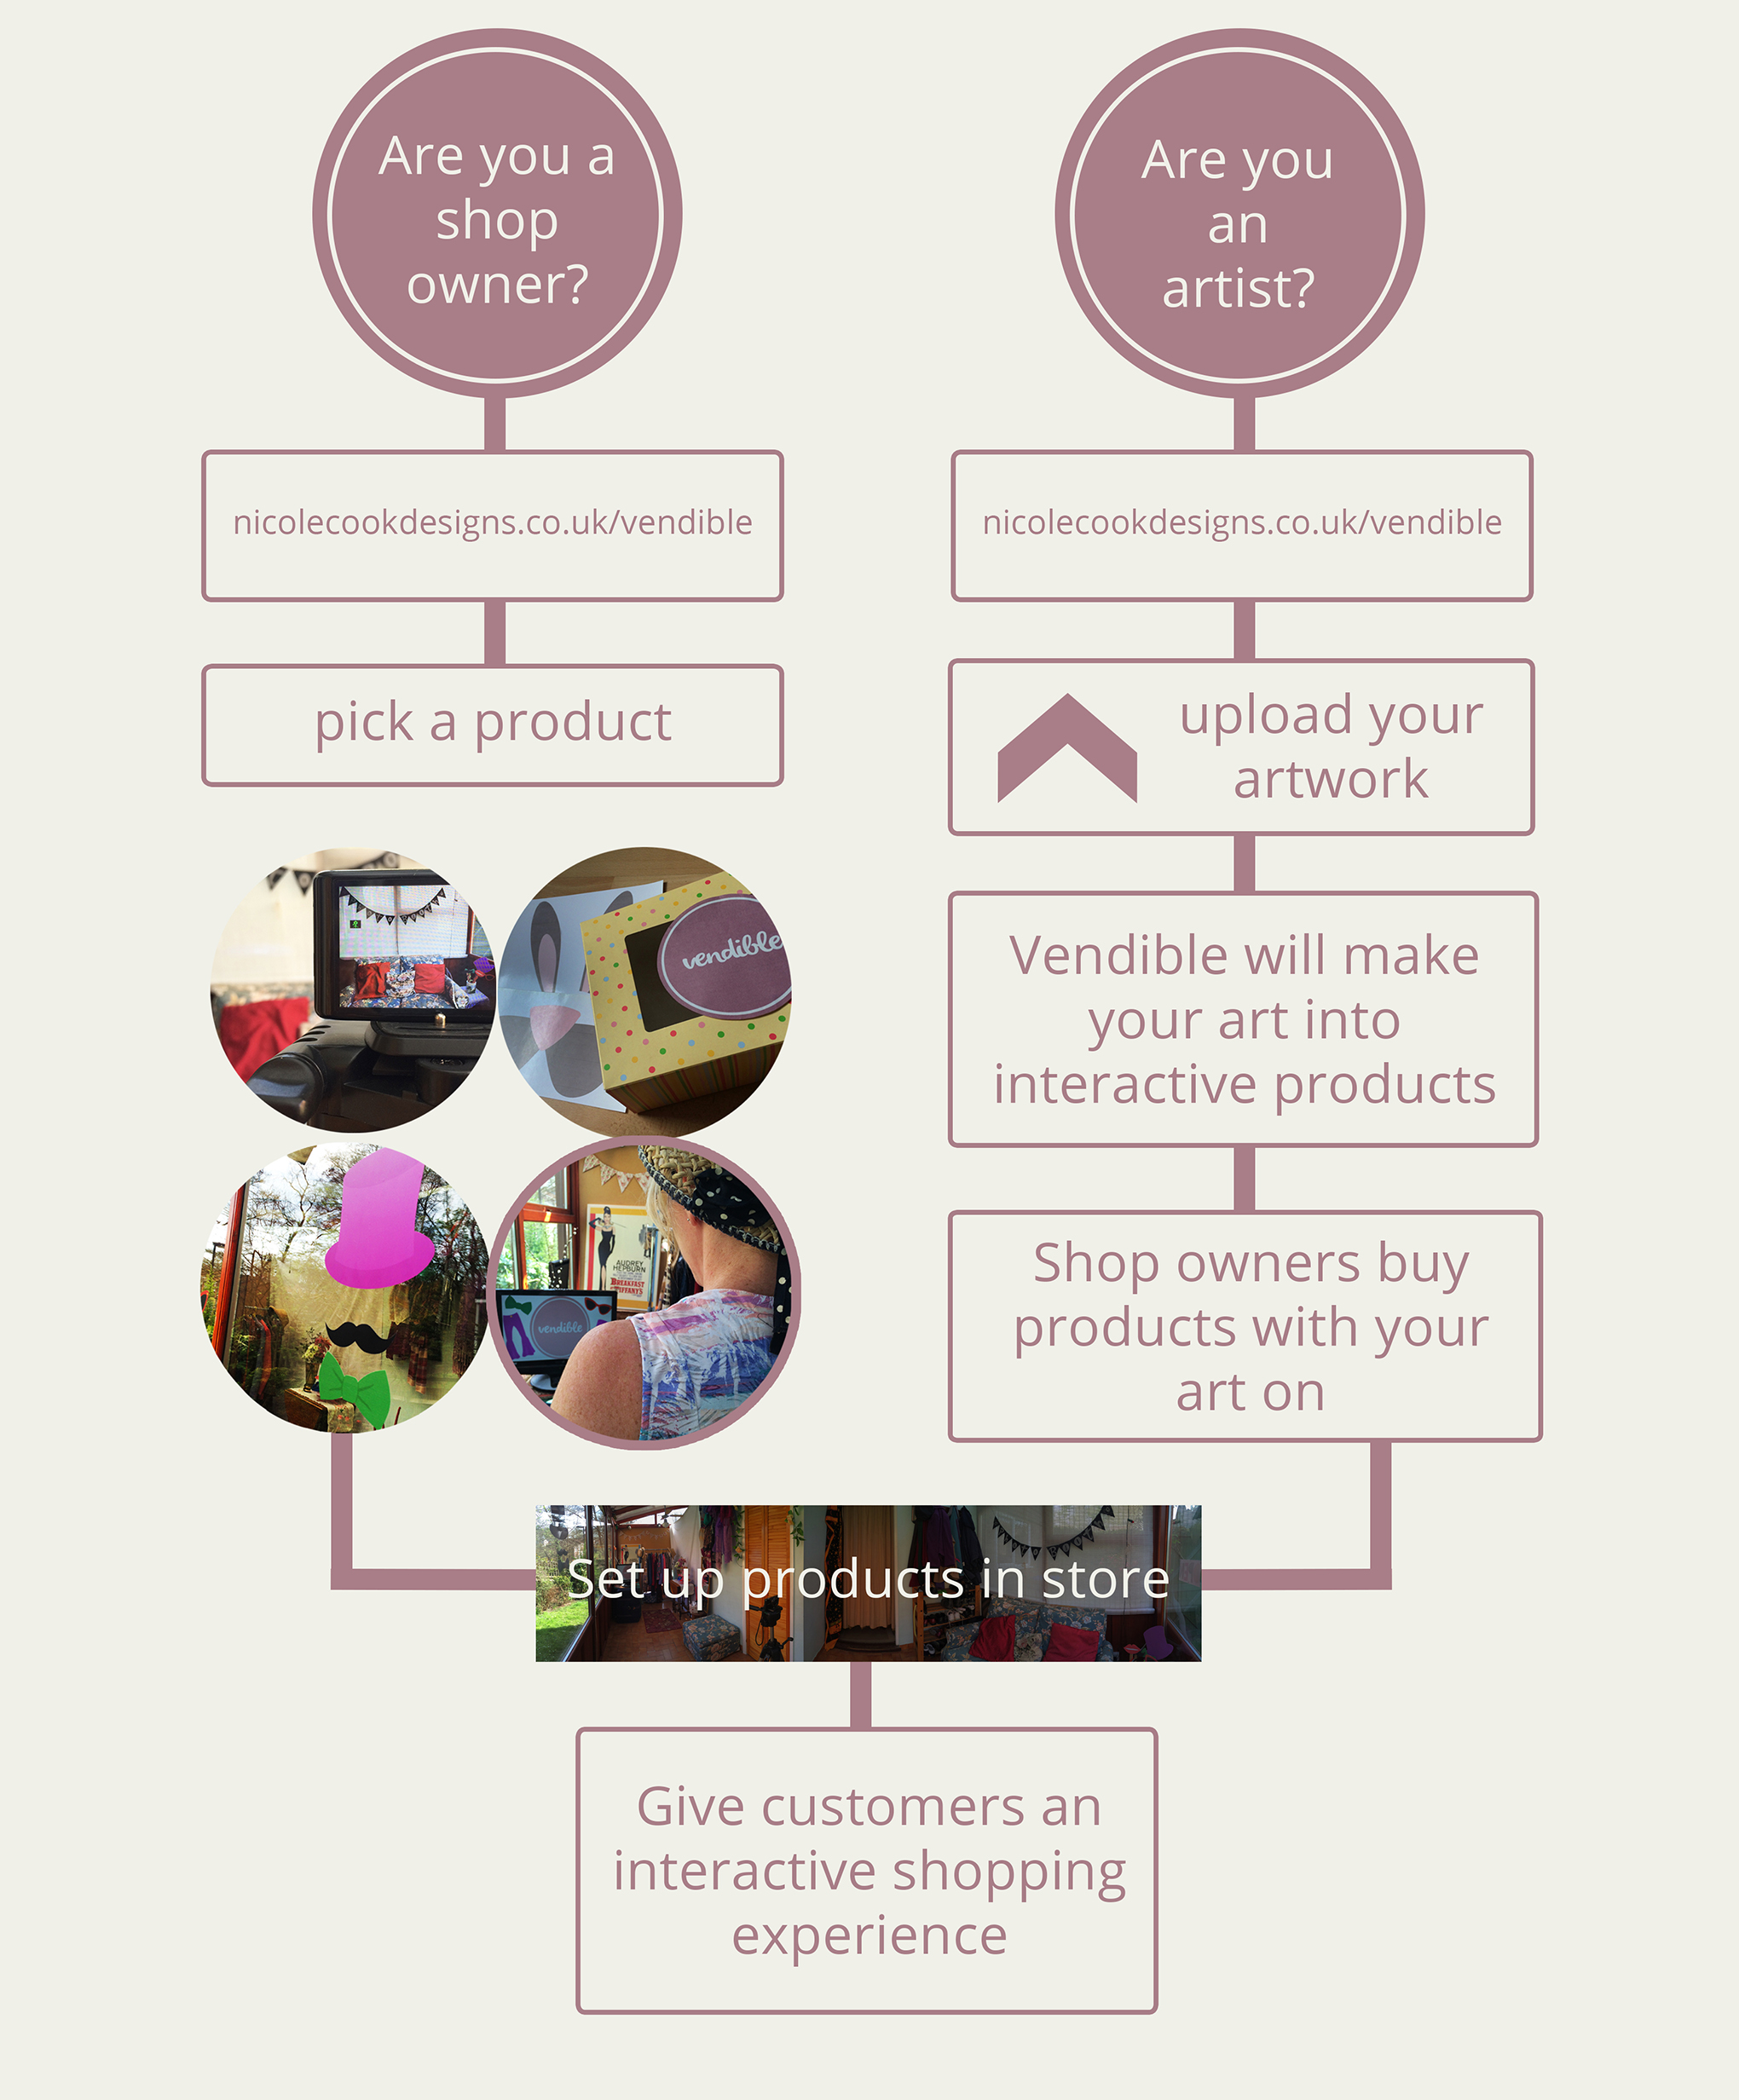 Are you a
shop
owner?
nicolecookdesigns.co.uk/vendible
pick a product
vendible
AUDREY
HEPBURN
BREAKFAST
TIFFANY'S
vendible
Are you
an
artist?
nicolecookdesigns.co.uk/vendible
upload your
artwork
Vendible will make
your art into
interactive products
Shop owners buy
products with your
art on
Set up products in store
Give customers an
interactive shopping
experience